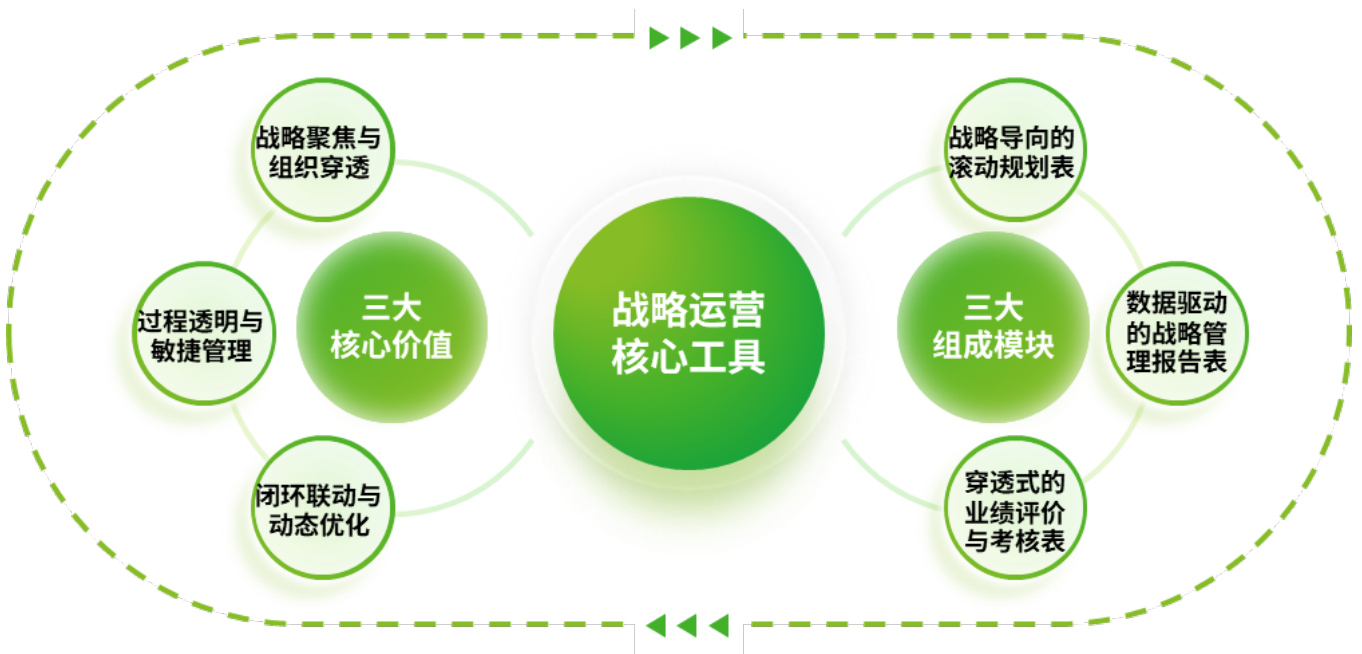 战略聚焦与
组织穿透
过程透明与
敏捷管理
闭环联动与
动态优化
三大
核心价值
战略运营
核心工具
三大
组成模块
战略导向的
滚动规划表
数据驱动
的战略管
理报告表
穿透式的
业绩评价
与考核表